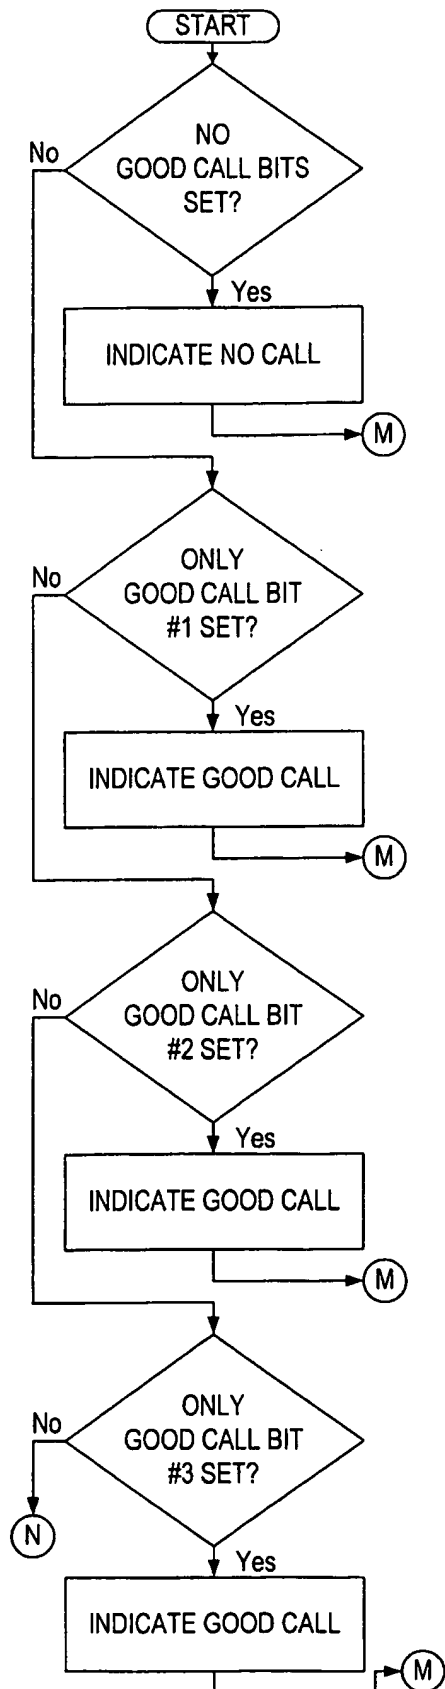 START
NO
GOOD CALL BITS
SET?
No
Yes
INDICATE NO CALL
M
ONLY
GOOD CALL BIT
#1 SET?
No
Yes
INDICATE GOOD CALL
M
ONLY
GOOD CALL BIT
#2 SET?
No
Yes
INDICATE GOOD CALL
M
ONLY
GOOD CALL BIT
#3 SET?
No
N
Yes
INDICATE GOOD CALL
M